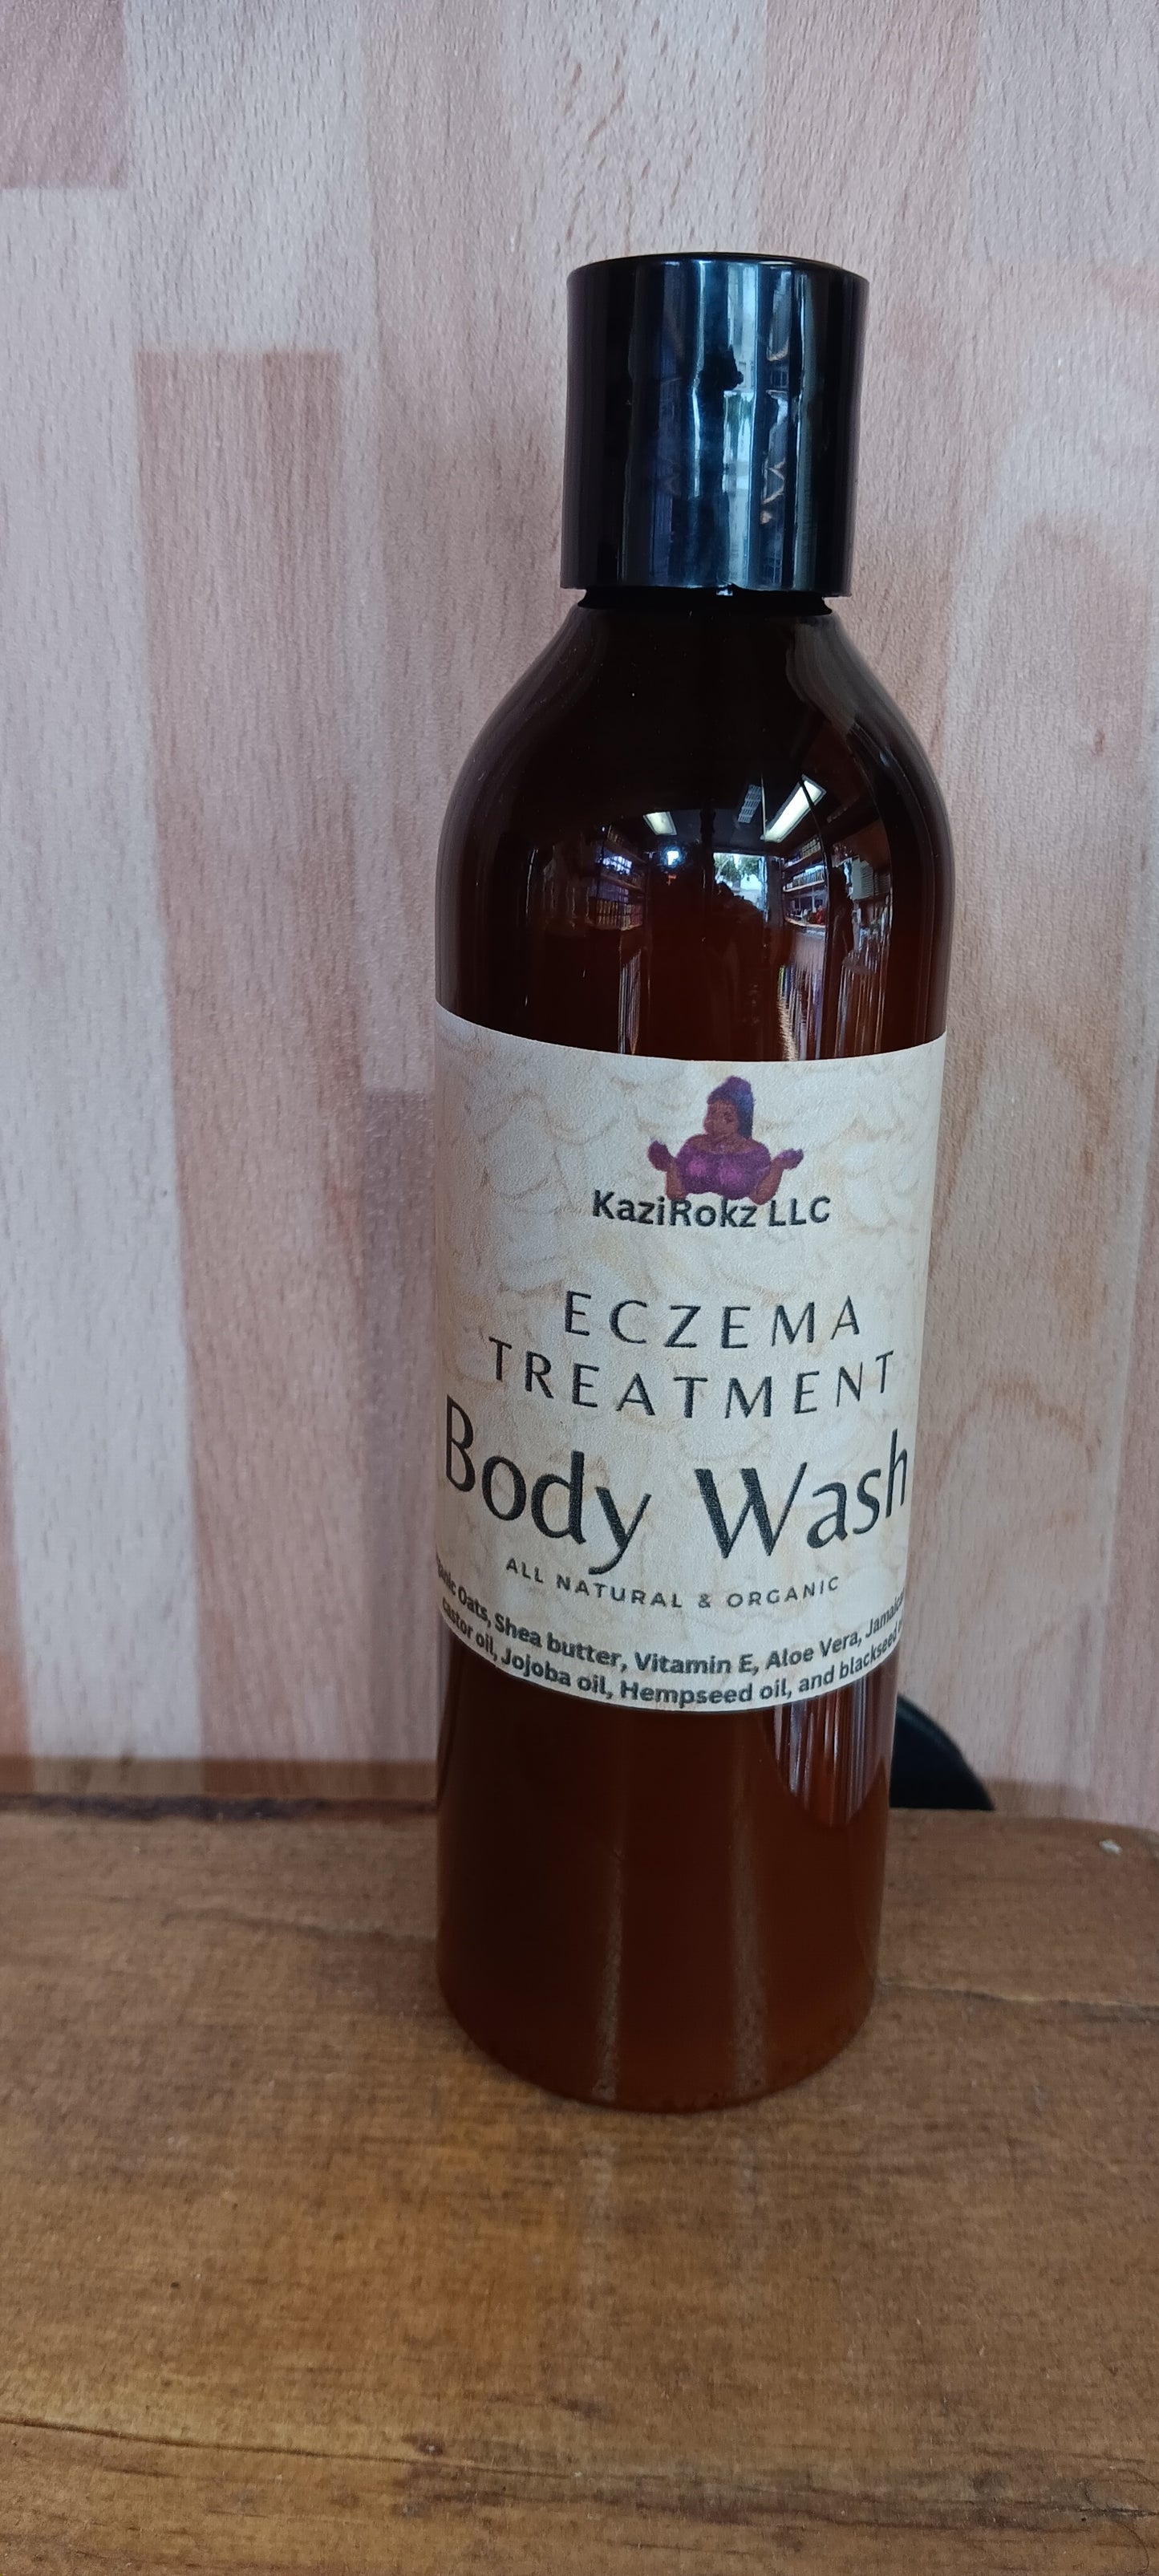 KaziRokz LLC
ECZEMA
TREATMENT
Body Wash
ALL NATURAL & ORGANIC
Oats, Shea butter, Vitamin E, Aloe Vera,
castor oil, Jojoba oil, Hempseed oil, and blackseed